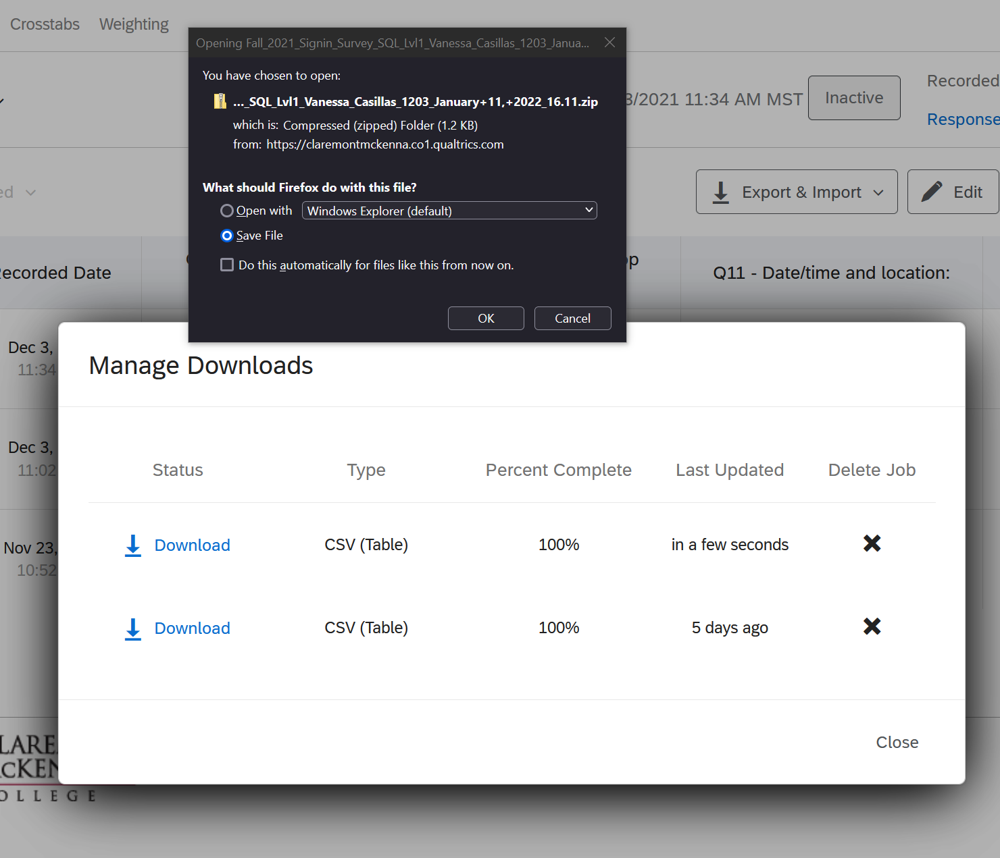 Crosstabs Weighting
Opening Fall_2021_Signin_Survey_SQL_Lvl1_Vanessa_Casillas_1203_Janua...
You have chosen to open:
..._SQL_Lvl1_Vanessa_Casillas_1203_January+11,+2022_16.11.zip
which is: Compressed (zipped) Folder (1.2 KB)
from: https://claremontmckenna.co1.qualtrics.com
What should Firefox do with this file?
Open with Windows Explorer (default)
Save File
Do this automatically for files like this from now on.
OK Cancel
3/2021 11:34 AM MST Inactive
Recorded
Response
ed
Export & Import Edit
Recorded Date
op
Q11 - Date/time and location:
Dec 3,
11:34
Dec 3,
11:02
Nov 23,
10:52
Manage Downloads
Status Type Percent Complete Last Updated Delete Job
Download CSV (Table) 100% in a few seconds
Download CSV (Table) 100% 5 days ago
Close
LARE
cKEN
OLLEGE